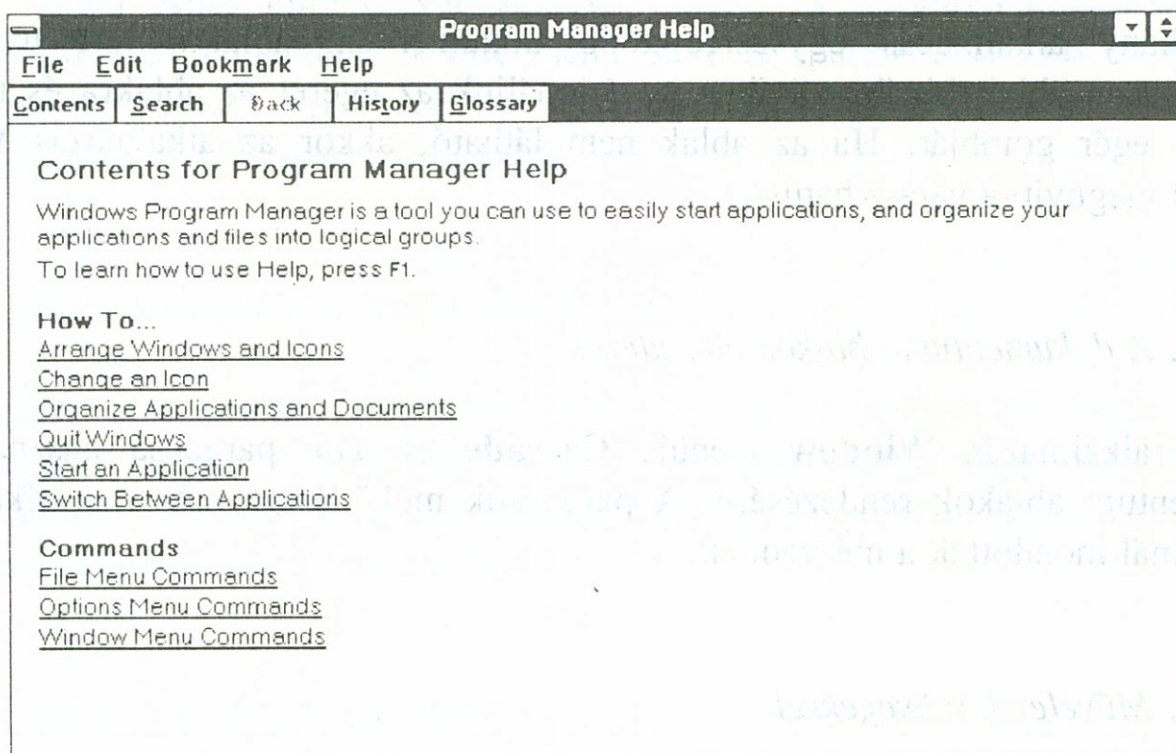 Program Manager Help
File Edit Bookmark Help
Contents Search Back History Glossary
Contents for Program Manager Help
Windows Program Manager is a tool you can use to easily start applications, and organize your
applications and files into logical groups.
To learn how to use Help, press F1.
How To...
Arrange Windows and Icons
Change an Icon
Organize Applications and Documents
Quit Windows
Start an Application
Switch Between Applications
Commands
File Menu Commands
Options Menu Commands
Window Menu Commands